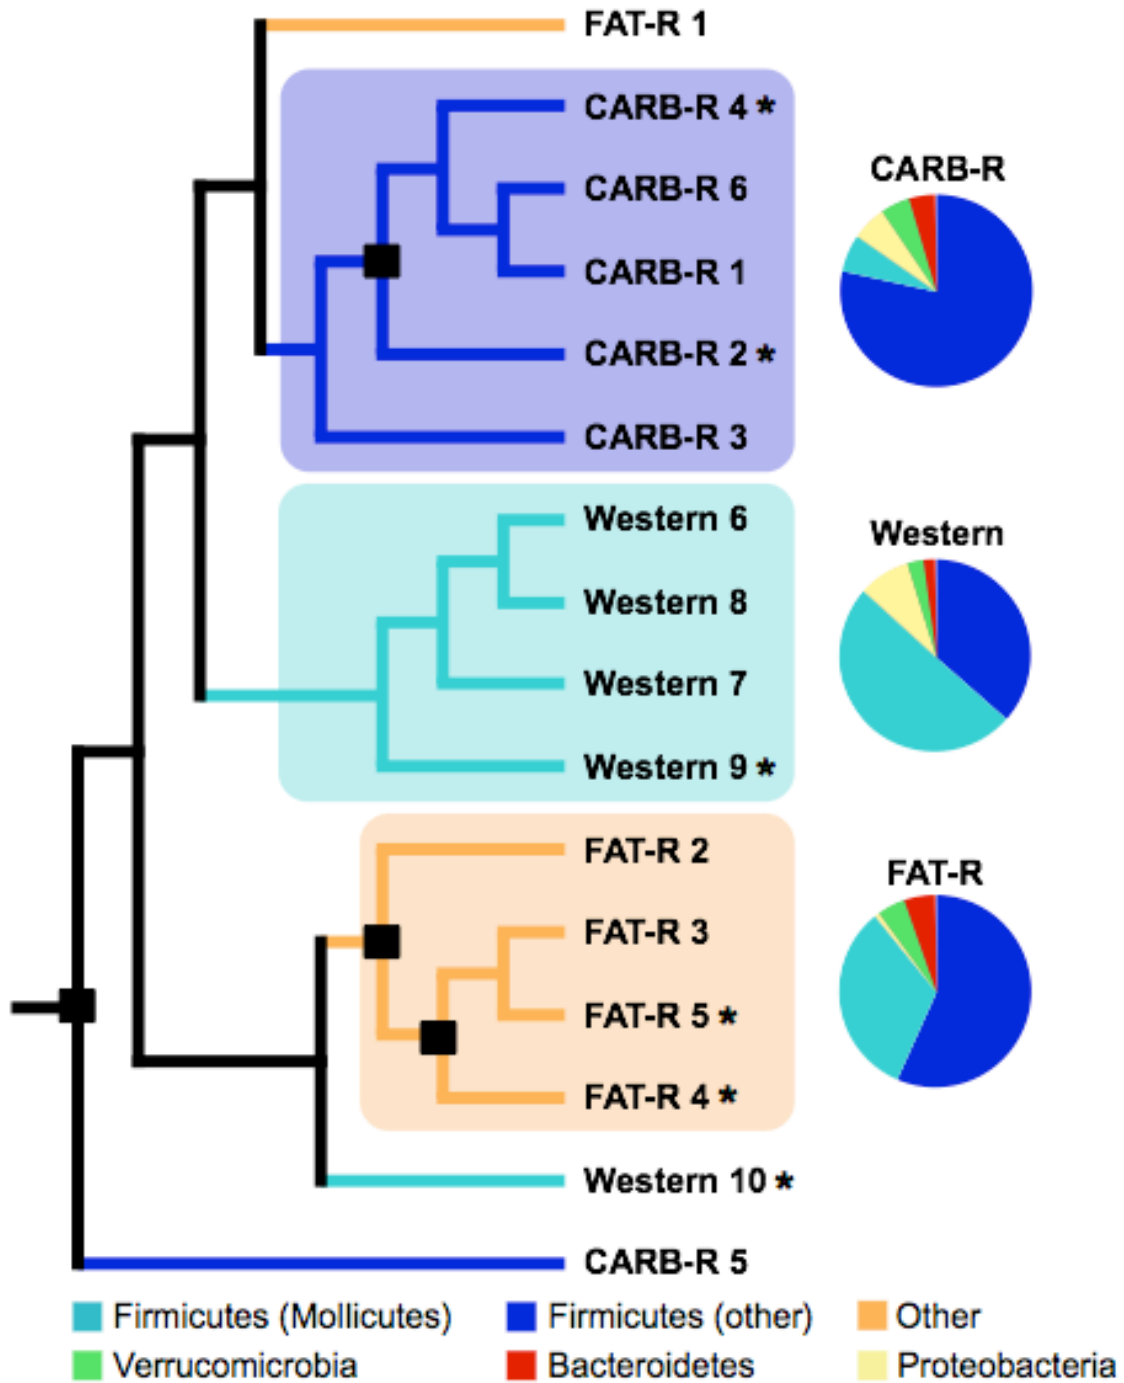 FAT-R 1
CARB-R 4 *
CARB-R 6
CARB-R 1
CARB-R 2 *
CARB-R 3
CARB-R
Western 6
Western 8
Western 7
Western 9 *
Western
FAT-R 2
FAT-R 3
FAT-R 5 *
FAT-R 4 *
FAT-R
Western 10 *
CARB-R 5
Firmicutes (Mollicutes)
Firmicutes (other)
Other
Verrucomicrobia
Bacteroidetes
Proteobacteria